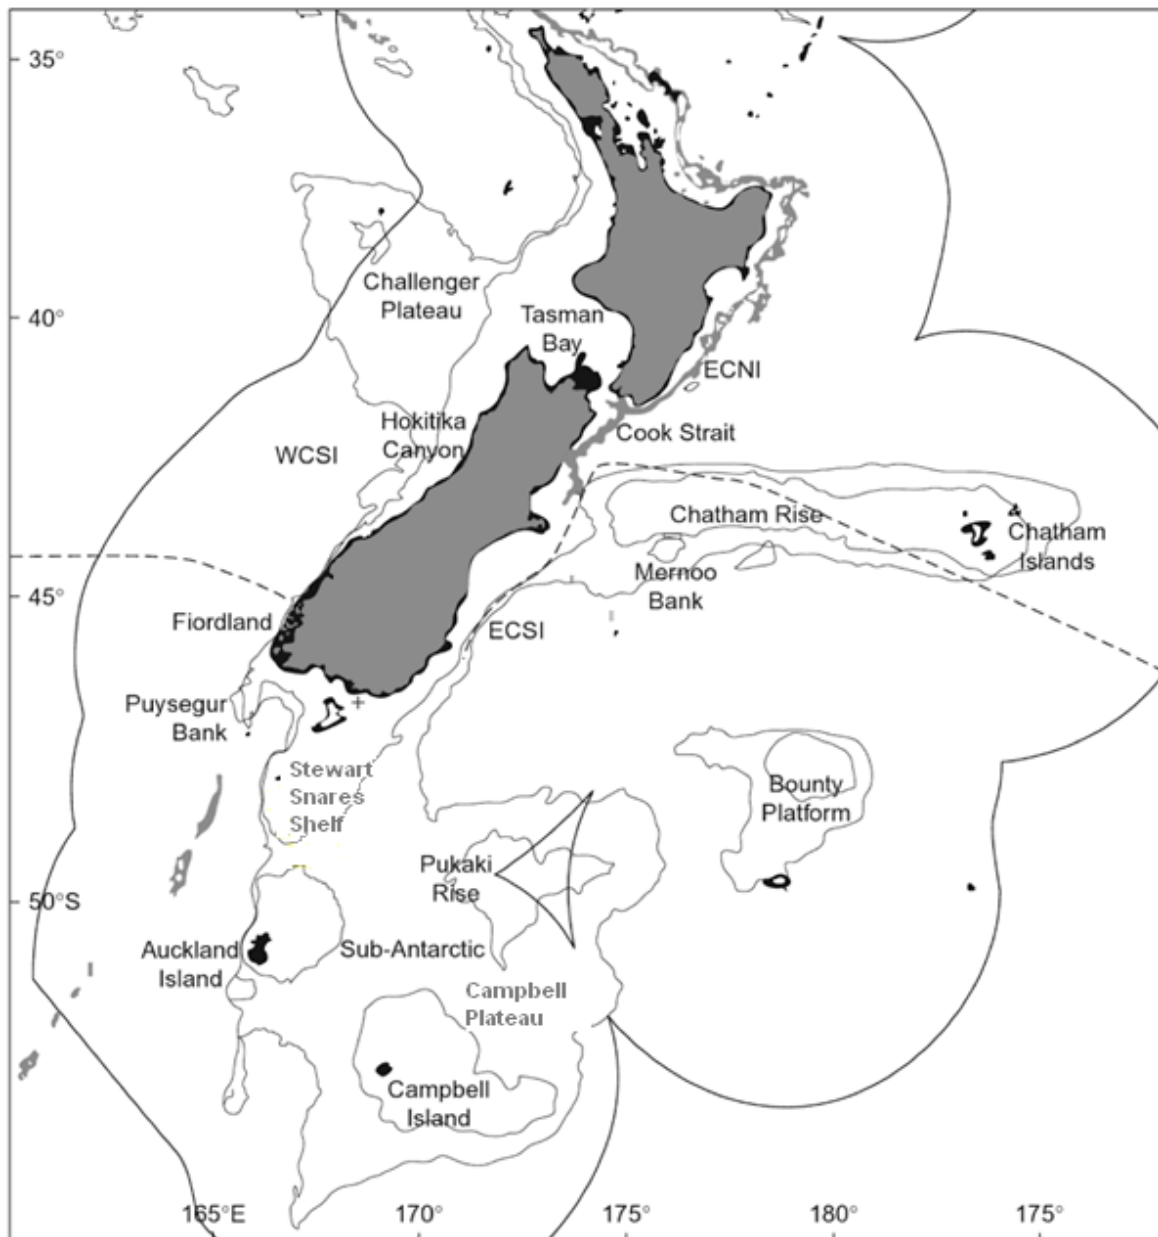 35°
Challenger
Plateau
40°
Tasman
Bay
ECNI
Hokitika
Canyon
WCSI
Cook Strait
Chatham Rise
Chatham
Islands
Mernoo
Bank
45°
Fiordland
ECSI
Puysegur
Bank
Stewart
Snares
Shelf
Bounty
Platform
Pukaki
Rise
50°S
Auckland
Island
Sub-Antarctic
Campbell
Plateau
Campbell
Island
165°E
170°
175°
180°
175°